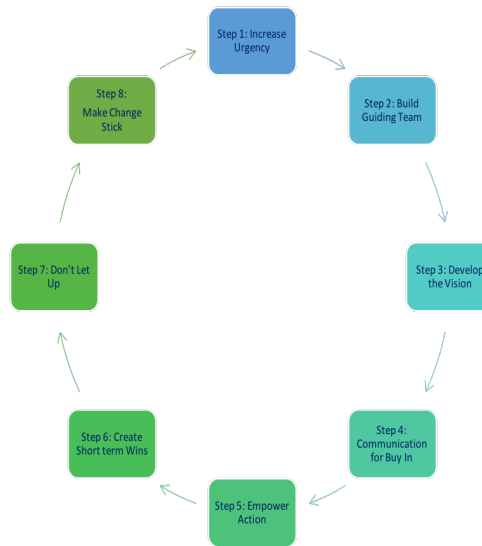 Step 1: Increase
Urgency
Step 2: Build
Guiding Team
Step 3: Develop
the Vision
Step 4:
Communication
for Buy In
Step 5: Empower
Action
Step 6: Create
Short term Wins
Step 7: Don't Let
Up
Step 8:
Make Change
Stick